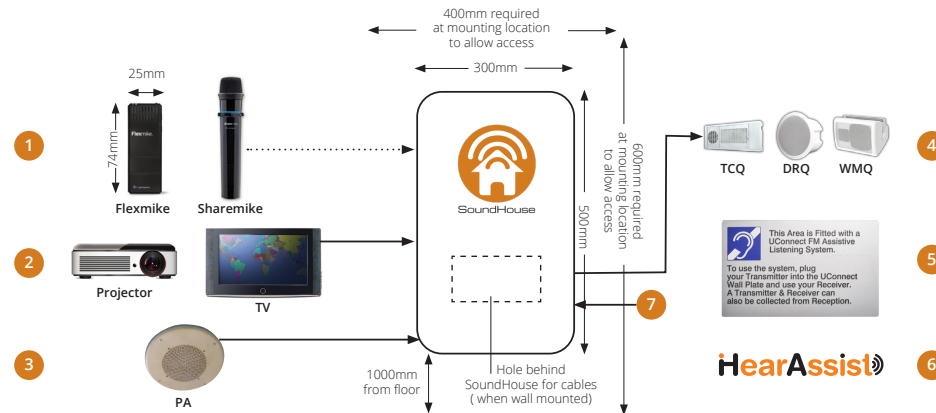 400mm required
at mounting location
to allow access
300mm
25mm
74mm
Flexmike
1
Flexmike
Sharemike
SoundHouse
600mm required
at mounting location
to allow access
500mm
TCQ
DRQ
WMQ
4
2
Projector
TV
This Area is Fitted with a
UConnect FM Assistive
Listening System.
To use the system, plug
your Transmitter into the UConnect
Wall Plate and use your Receiver.
A Transmitter & Receiver can
also be collected from Reception.
5
7
3
PA
1000mm
from floor
Hole behind
SoundHouse for cables
( when wall mounted)
HearAssist
6